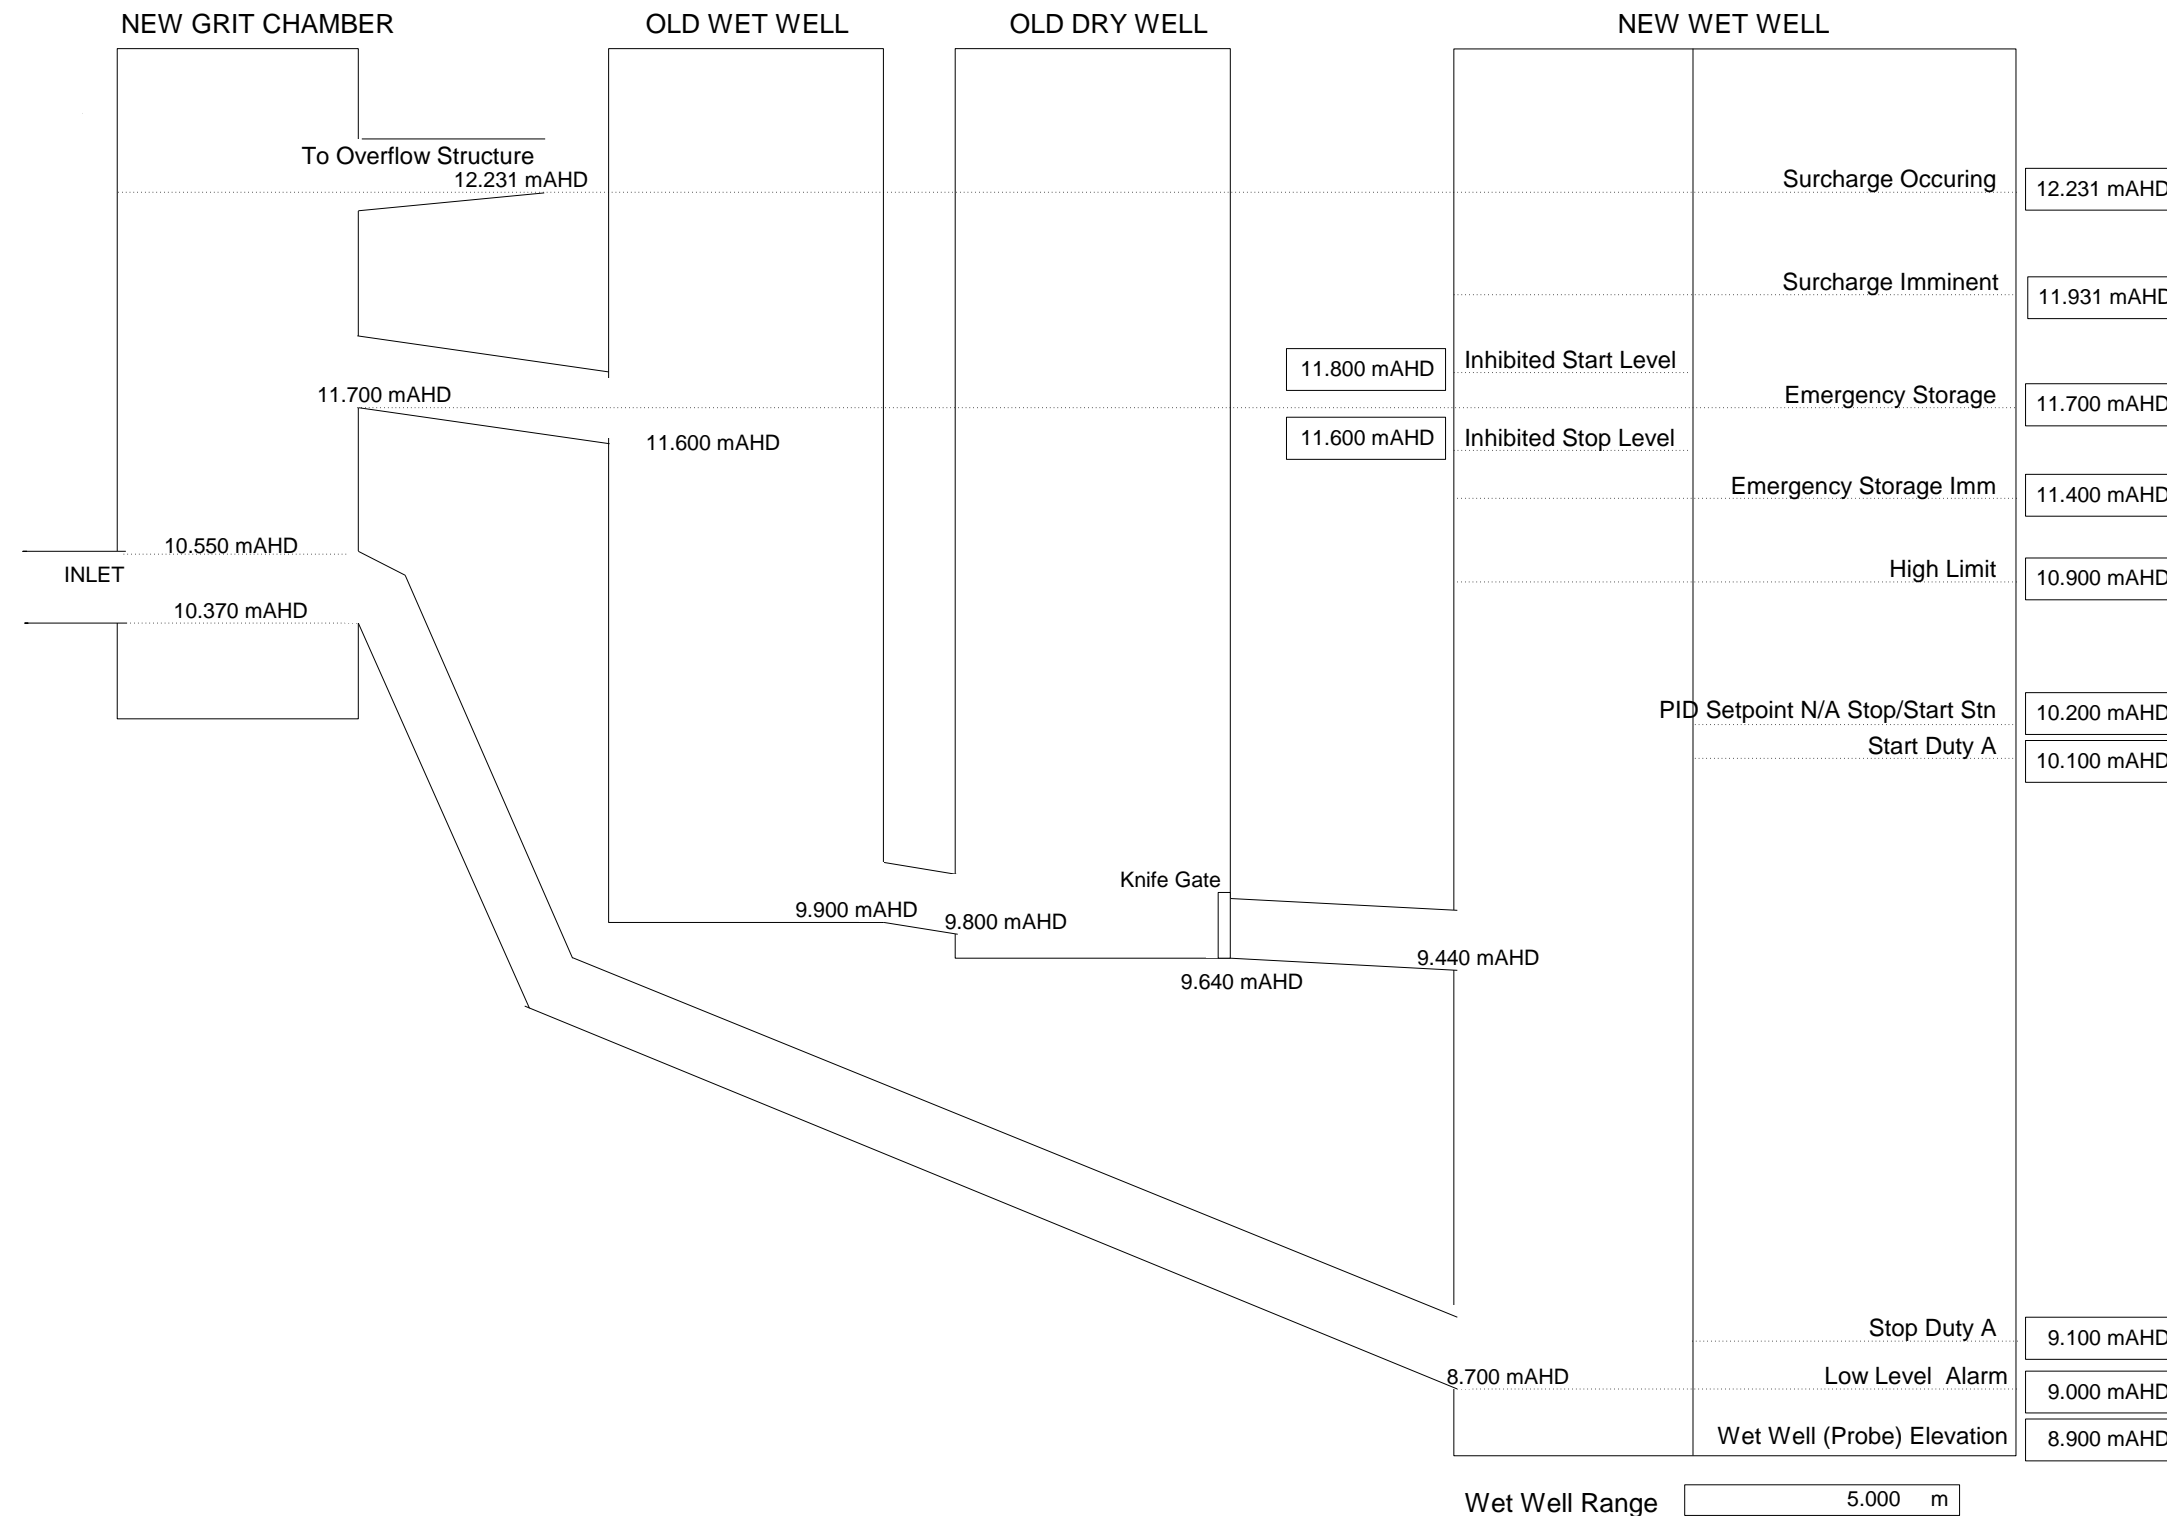 NEW GRIT CHAMBER
OLD WET WELL
OLD DRY WELL
NEW WET WELL
To Overflow Structure
12.231 mAHD
Surcharge Occuring
12.231 mAHD
Surcharge Imminent
11.931 mAHD
11.800 mAHD
Inhibited Start Level
11.700 mAHD
Emergency Storage
11.700 mAHD
11.600 mAHD
11.600 mAHD
Inhibited Stop Level
Emergency Storage Imm
11.400 mAHD
10.550 mAHD
INLET
High Limit
10.900 mAHD
10.370 mAHD
PID Setpoint N/A Stop/Start Stn
10.200 mAHD
Start Duty A
10.100 mAHD
Knife Gate
9.900 mAHD
9.800 mAHD
9.440 mAHD
9.640 mAHD
Stop Duty A
9.100 mAHD
8.700 mAHD
Low Level Alarm
9.000 mAHD
Wet Well (Probe) Elevation
8.900 mAHD
Wet Well Range
5.000 m